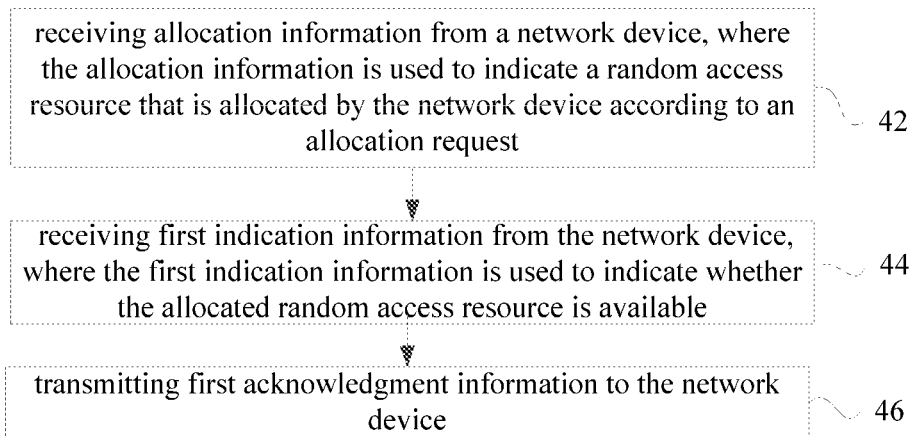 receiving allocation information from a network device, where
the allocation information is used to indicate a random access
resource that is allocated by the network device according to an
allocation request
42
receiving first indication information from the network device,
where the first indication information is used to indicate whether
the allocated random access resource is available
44
transmitting first acknowledgment information to the network
device
46